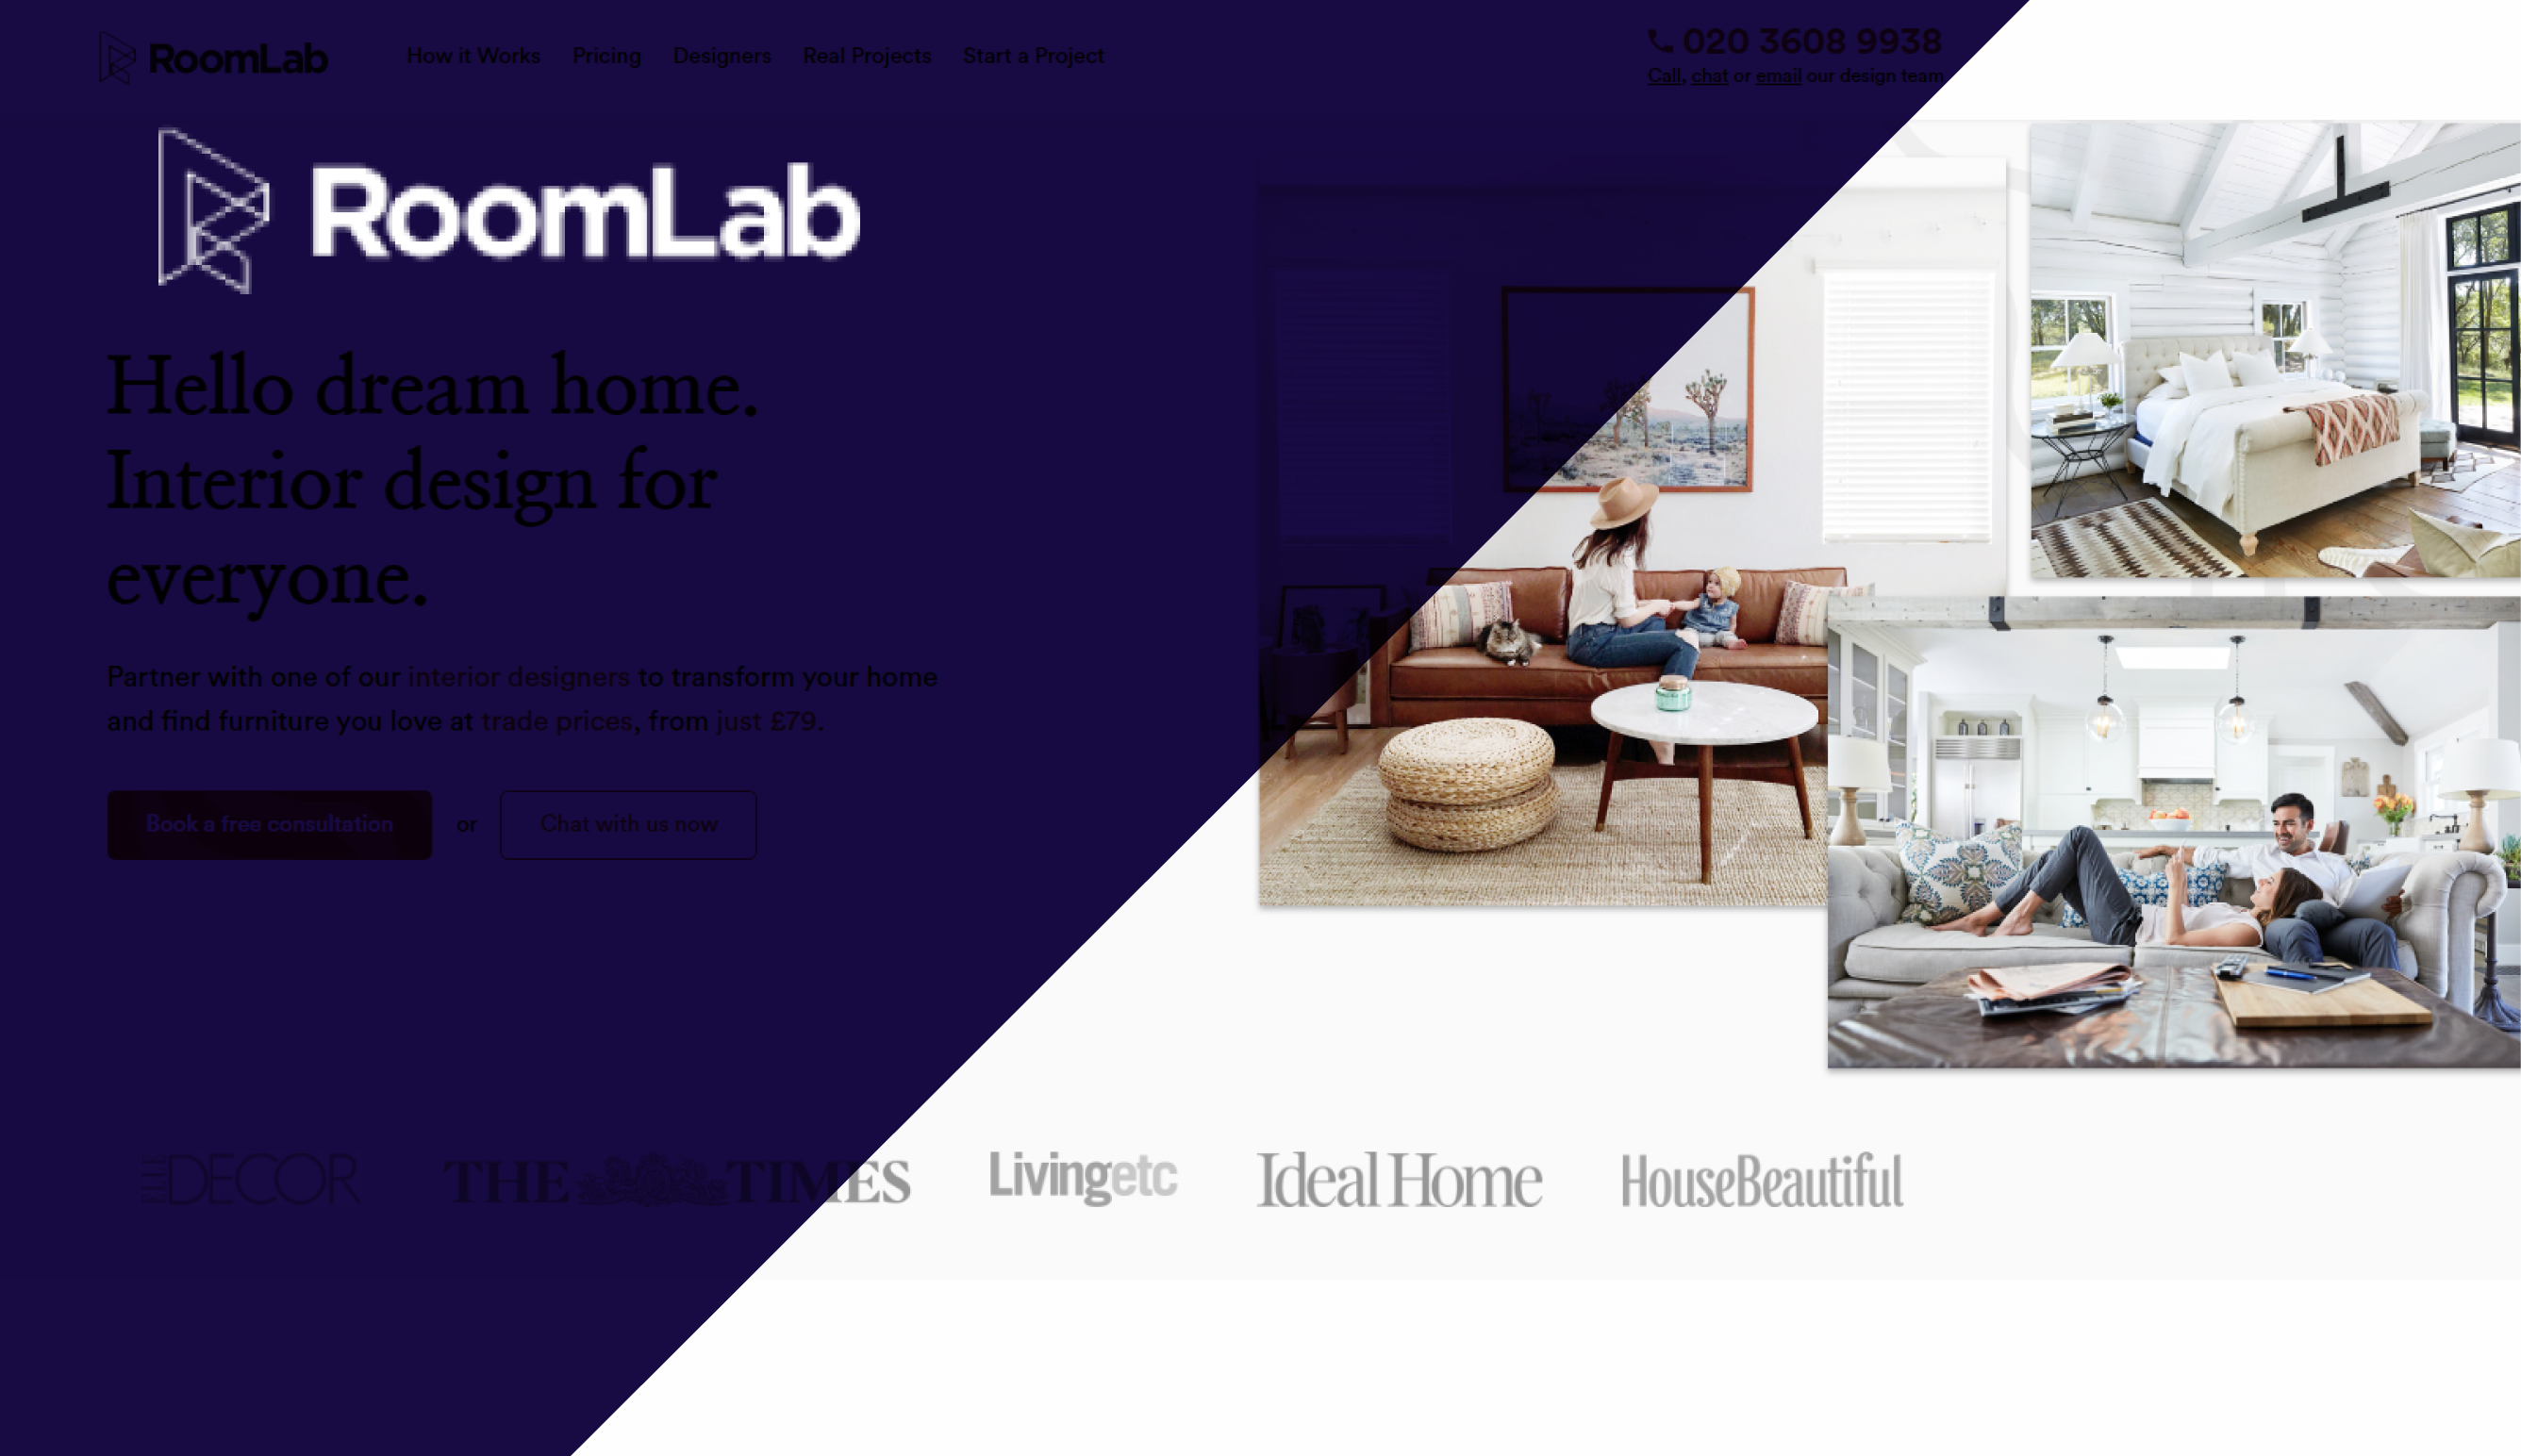 RoomLab
How it Works Pricing Designers Real Projects Start a Project
020 3608 9938
Call, chat or email our design team
RoomLab
Hello dream home.
Interior design for
everyone.
Partner with one of our interior designers to transform your home
and find furniture you love at trade prices, from just £79.
Book a free consultation or Chat with us now
ELLE DECOR THE TIMES Livingetc Ideal Home HouseBeautiful